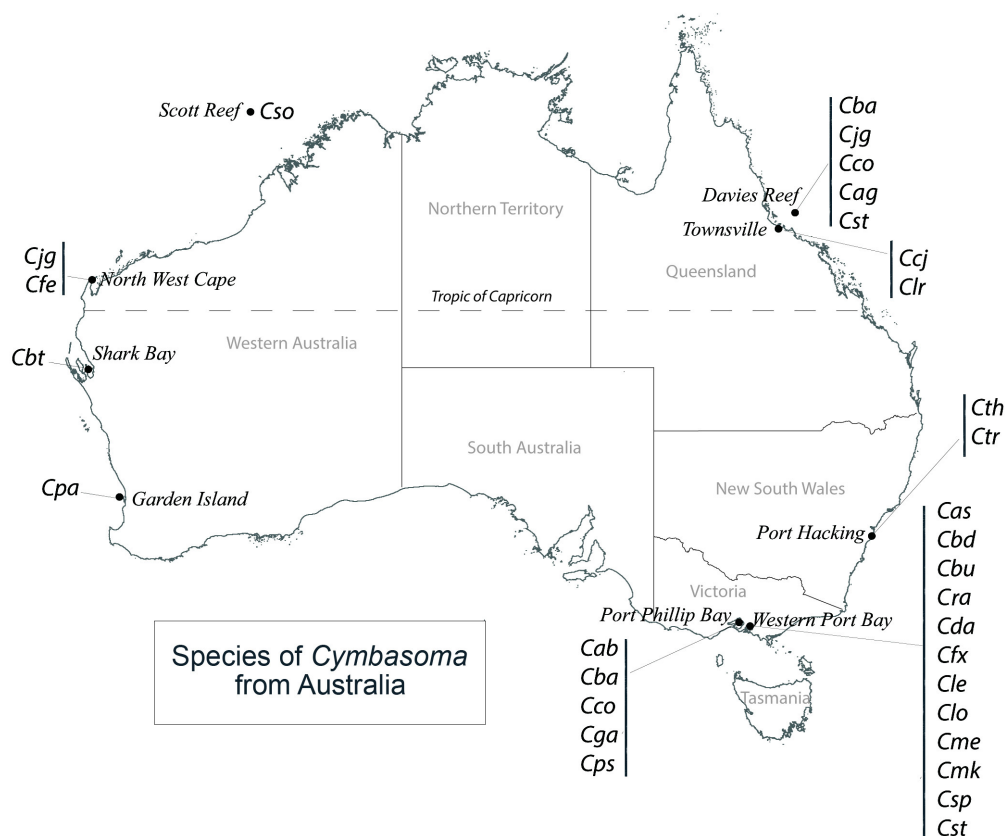 Scott Reef Cso
Cba
Cjg
Cco
Cag
Cst
Davies Reef
Townsville
Northern Territory
Queensland
Ccj
Clr
Cjg
Cfe
North West Cape
Tropic of Capricorn
Western Australia
Shark Bay
Cbt
Cth
Ctr
South Australia
New South Wales
Cpa
Garden Island
Port Hacking
Cas
Cbd
Cbu
Cra
Cda
Cfx
Cle
Clo
Cme
Cmk
Csp
Cst
Victoria
Port Phillip Bay
Western Port Bay
Cab
Cba
Cco
Cga
Cps
Tasmania
Species of Cymbasoma
from Australia